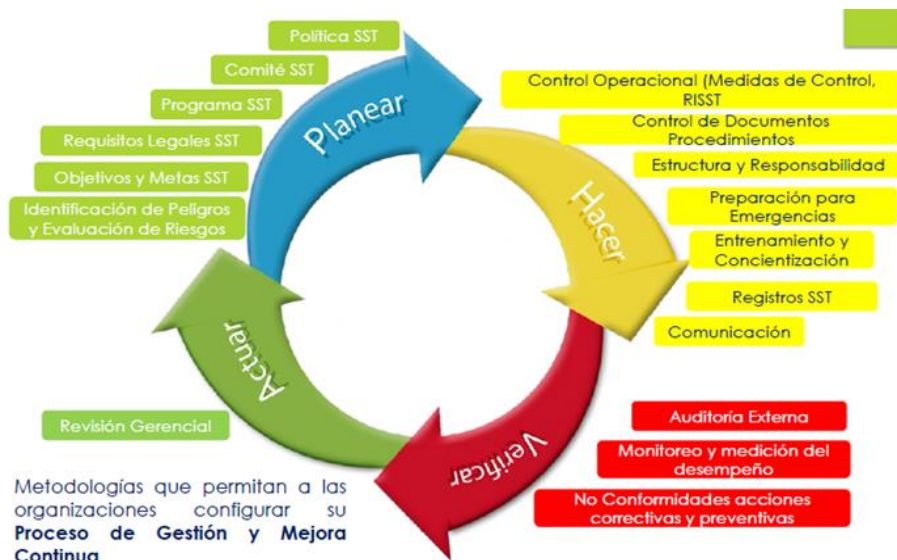 Política SST
Comité SST
Programa SST
Requisitos Legales SST
Objetivos y Metas SST
Identificación de Peligros
y Evaluación de Riesgos
Planear
Control Operacional (Medidas de Control,
RISST
Control de Documentos
Procedimientos
Estructura y Responsabilidad
Preparación para
Emergencias
Entrenamiento y
Concientización
Registros SST
Comunicación
Hacer
Auditoría Externa
Monitoreo y medición del
desempeño
No Conformidades acciones
correctivas y preventivas
Verificar
Actuar
Revisión Gerencial
Metodologías que permitan a las
organizaciones configurar su
Proceso de Gestión y Mejora
Continua